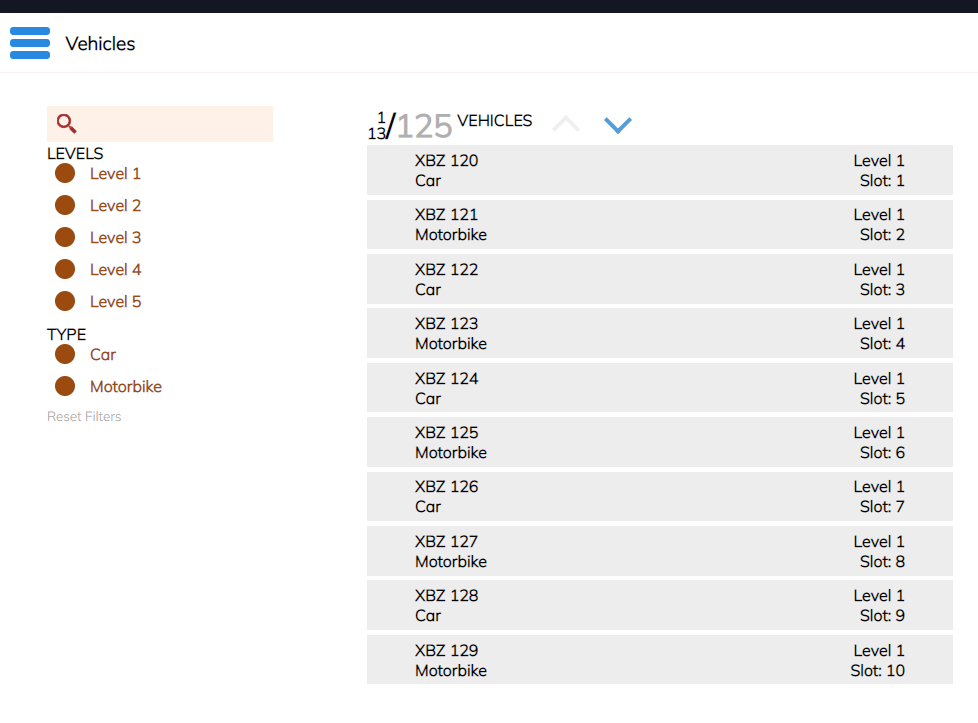 Vehicles
LEVELS
Level 1
Level 2
Level 3
Level 4
Level 5
TYPE
Car
Motorbike
Reset Filters
1
13/125 VEHICLES
XBZ 120 Level 1
Car Slot: 1
XBZ 121 Level 1
Motorbike Slot: 2
XBZ 122 Level 1
Car Slot: 3
XBZ 123 Level 1
Motorbike Slot: 4
XBZ 124 Level 1
Car Slot: 5
XBZ 125 Level 1
Motorbike Slot: 6
XBZ 126 Level 1
Car Slot: 7
XBZ 127 Level 1
Motorbike Slot: 8
XBZ 128 Level 1
Car Slot: 9
XBZ 129 Level 1
Motorbike Slot: 10